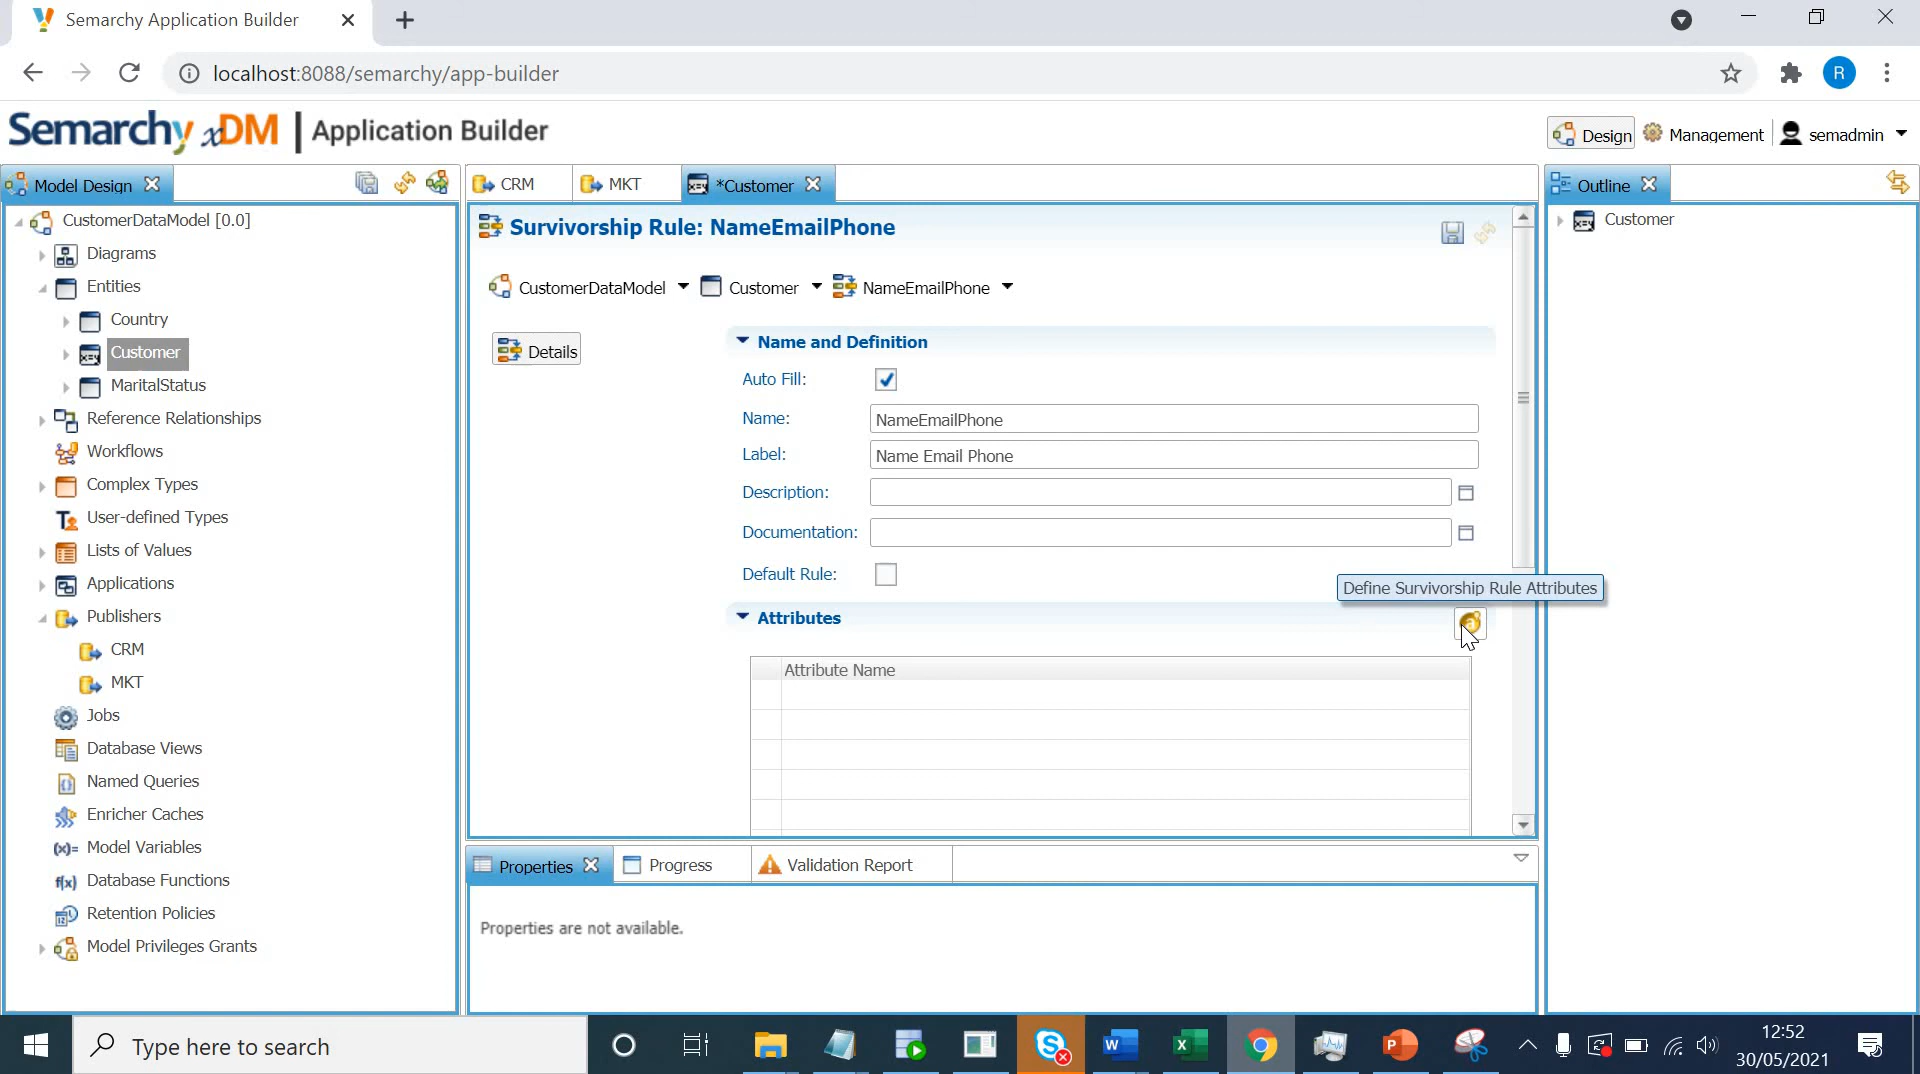 Semarchy Application Builder
localhost:8088/semarchy/app-builder
R
Semarchy xDM | Application Builder
Design
Management
semadmin
Model Design
CRM
MKT
*Customer
Outline
CustomerDataModel [0.0]
Diagrams
Entities
Country
Customer
MaritalStatus
Reference Relationships
Workflows
Complex Types
User-defined Types
Lists of Values
Applications
Publishers
CRM
MKT
Jobs
Database Views
Named Queries
Enricher Caches
Model Variables
Database Functions
Retention Policies
Model Privileges Grants
Survivorship Rule: NameEmailPhone
CustomerDataModel
Customer
NameEmailPhone
Details
Name and Definition
Auto Fill:
Name:
NameEmailPhone
Label:
Name Email Phone
Description:
Documentation:
Default Rule:
Define Survivorship Rule Attributes
Attributes
Attribute Name
Customer
Properties
Progress
Validation Report
Properties are not available.
Type here to search
12:52
30/05/2021